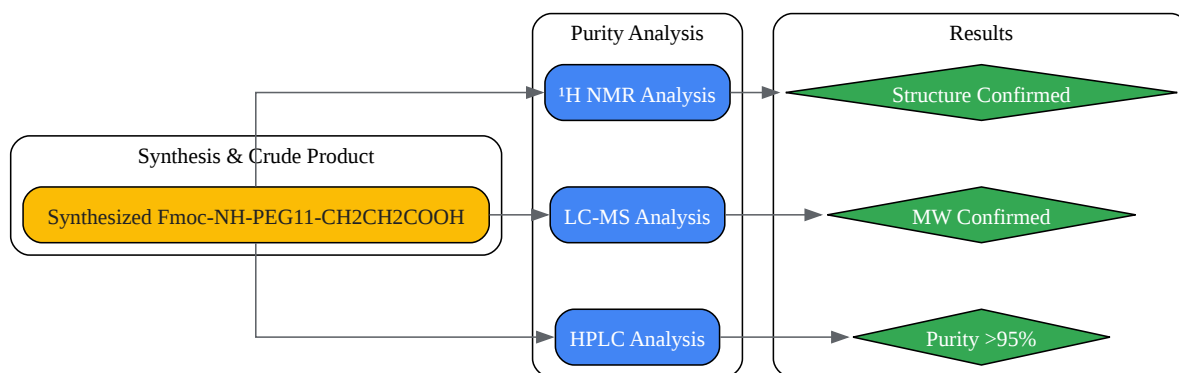 Purity Analysis
Results
¹H NMR Analysis
Structure Confirmed
Synthesis & Crude Product
Synthesized Fmoc-NH-PEG11-CH2CH2COOH
LC-MS Analysis
MW Confirmed
HPLC Analysis
Purity >95%